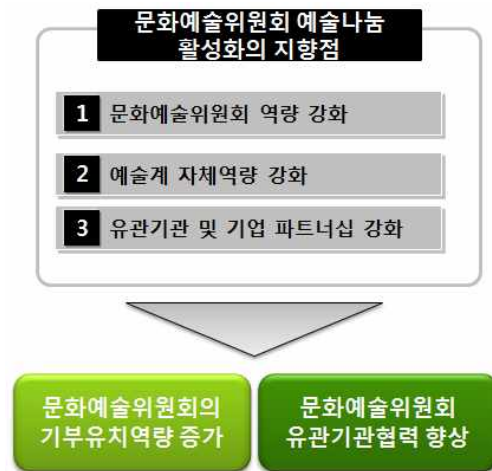 문화예술위원회 예술나눔
활성화의 지향점
1 문화예술위원회 역량 강화
2 예술계 자체역량 강화
3 유관기관 및 기업 파트너십 강화
문화예술위원회의
기부유치역량 증가
문화예술위원회
유관기관협력 향상